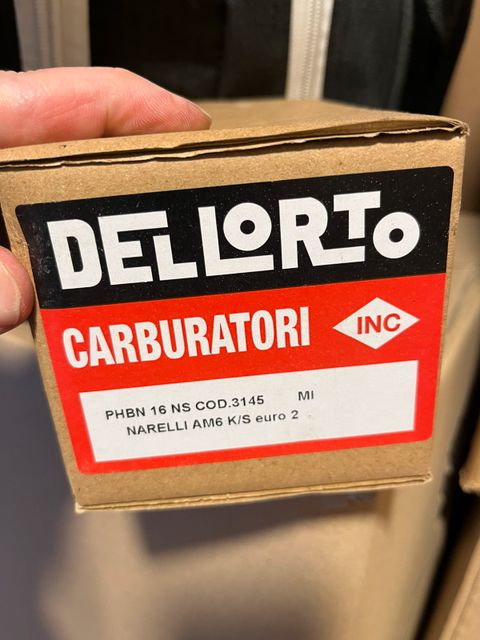 DELLORTO
CARBURATORI INC
PHBN 16 NS COD.3145 MI
NARELLI AM6 K/S euro 2